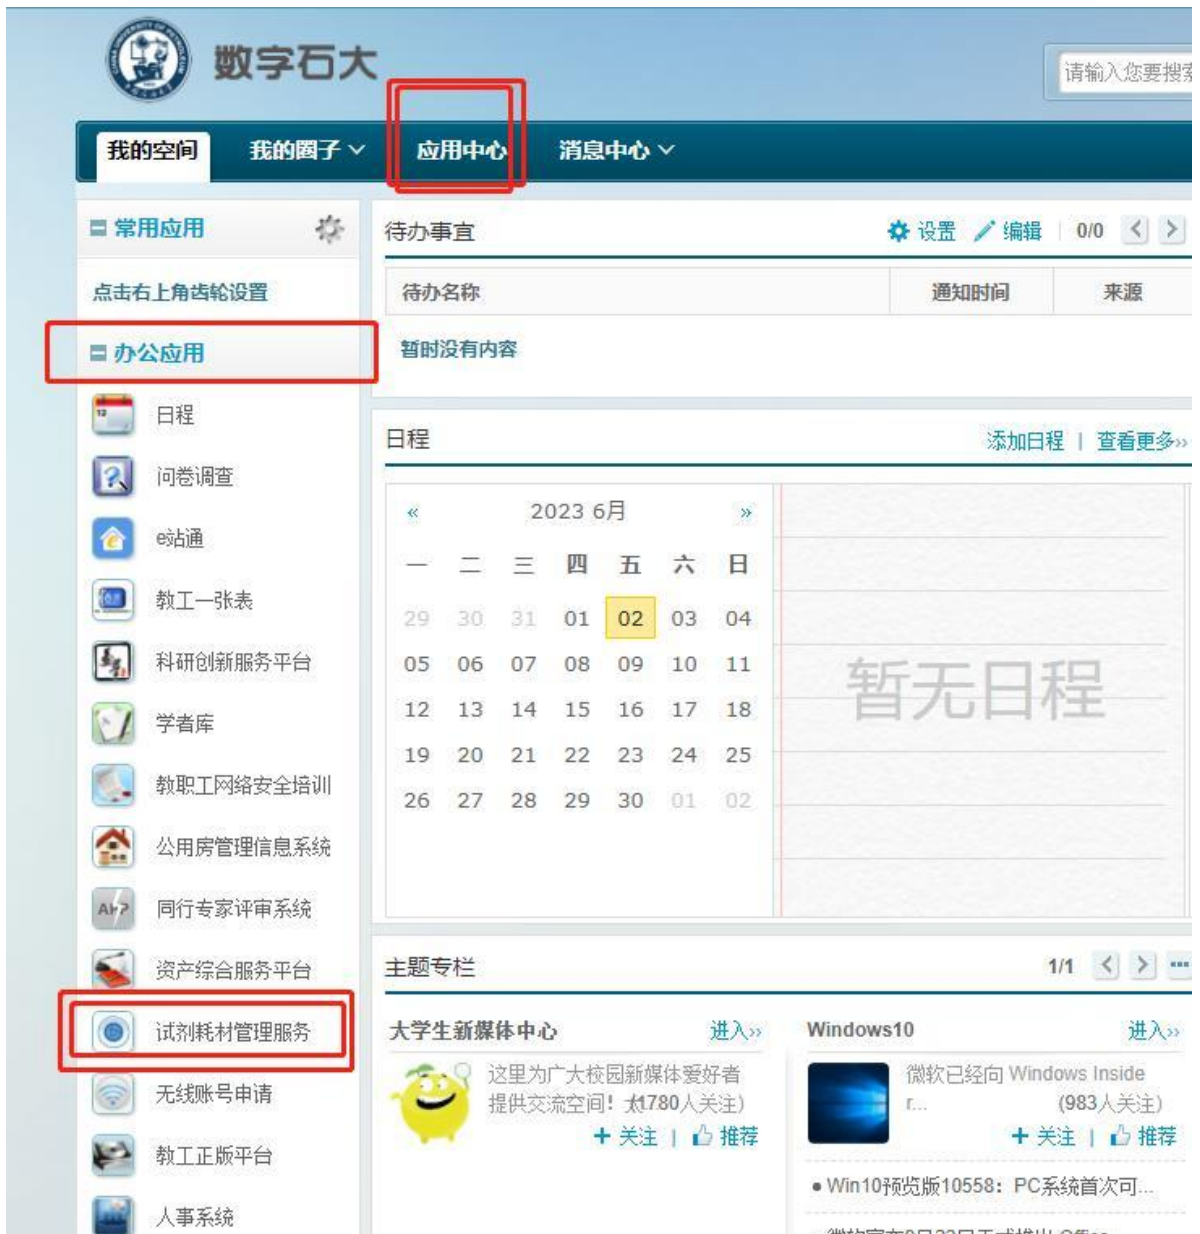 数字石大
请输入您要搜索
我的空间 我的圈子 应用中心 消息中心
常用应用
点击右上角齿轮设置
办公应用
日程
问卷调查
e站通
教工一张表
科研创新服务平台
学者库
教职工网络安全培训
公用房管理信息系统
同行专家评审系统
资产综合服务平台
试剂耗材管理服务
无线账号申请
教工正版平台
人事系统
待办事宜 设置 编辑 0/0
待办名称 通知时间 来源
暂时没有内容
日程 添加日程 | 查看更多»
« 2023 6月 »
一 二 三 四 五 六 日
29 30 31 01 02 03 04
05 06 07 08 09 10 11
12 13 14 15 16 17 18
19 20 21 22 23 24 25
26 27 28 29 30 01 02
暂无日程
主题专栏 1/1
大学生新媒体中心 进入»
这里为广大校园新媒体爱好者
提供交流空间！ 1780人关注)
+ 关注 | 推荐
Windows10 进入»
微软已经向 Windows Inside
r... (983人关注)
+ 关注 | 推荐
Win10预览版10558：PC系统首次可...